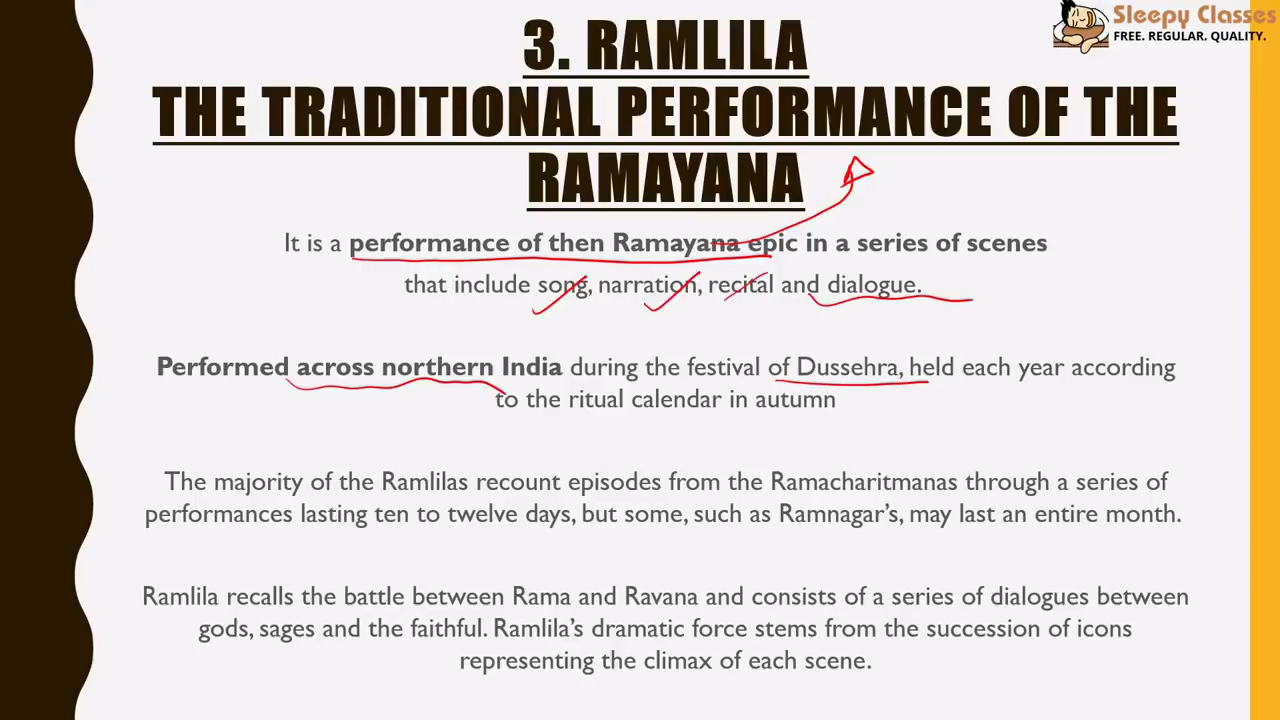 Sleepy Classes
FREE. REGULAR. QUALITY.
3. RAMLILA
THE TRADITIONAL PERFORMANCE OF THE
RAMAYANA
It is a performance of then Ramayana epic in a series of scenes
that include song, narration, recital and dialogue.
Performed across northern India during the festival of Dussehra, held each year according
to the ritual calendar in autumn
The majority of the Ramlilas recount episodes from the Ramacharitmanas through a series of
performances lasting ten to twelve days, but some, such as Ramnagar's, may last an entire month.
Ramlila recalls the battle between Rama and Ravana and consists of a series of dialogues between
gods, sages and the faithful. Ramlila's dramatic force stems from the succession of icons
representing the climax of each scene.